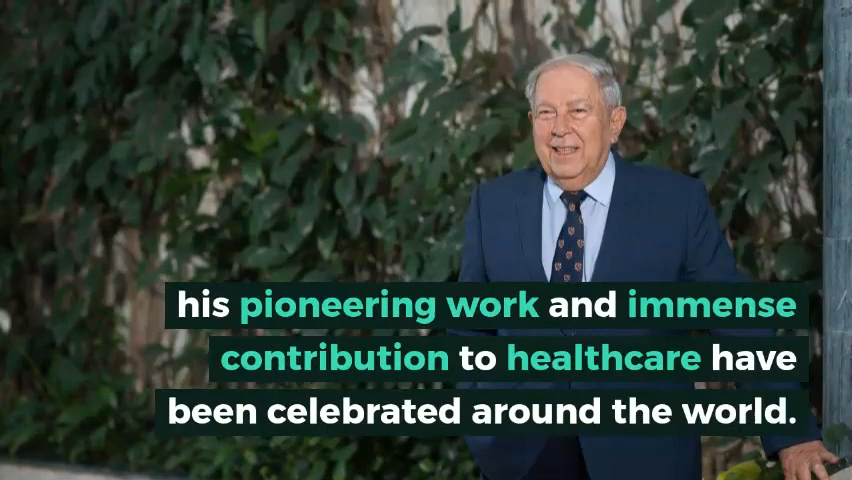 his pioneering work and immense
contribution to healthcare have
been celebrated around the world.